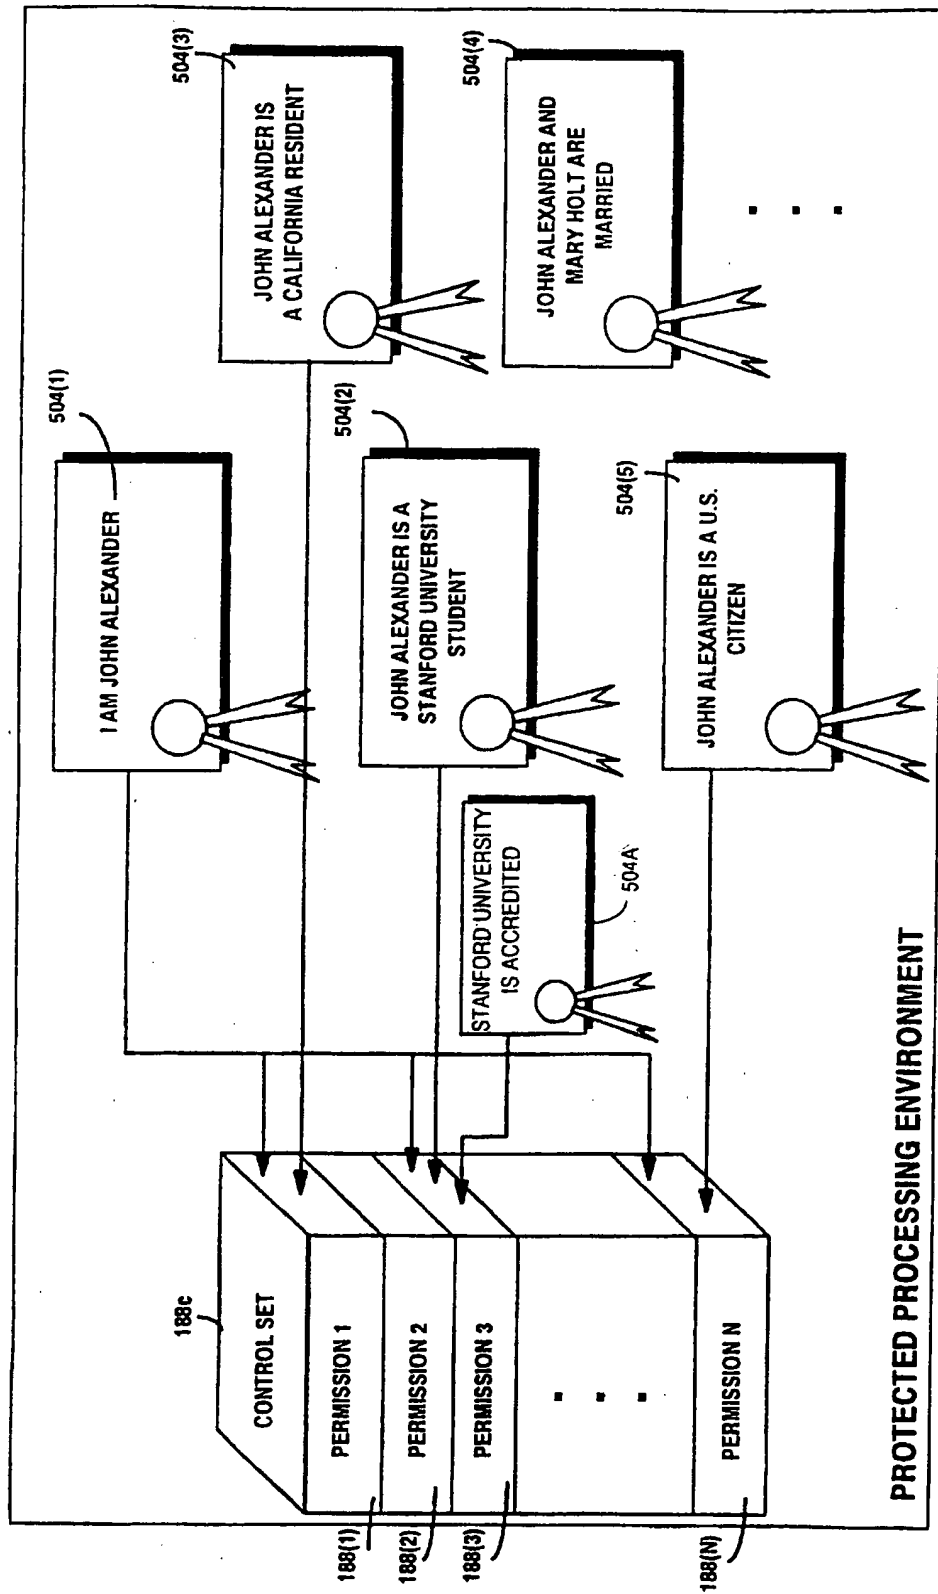 504(1)
I AM JOHN ALEXANDER
504(3)
JOHN ALEXANDER IS
A CALIFORNIA RESIDENT
188c
CONTROL SET
PERMISSION 1
PERMISSION 2
PERMISSION 3
PERMISSION N
188(1)
188(2)
188(3)
188(N)
504(2)
JOHN ALEXANDER IS A
STANFORD UNIVERSITY
STUDENT
504(4)
JOHN ALEXANDER AND
MARY HOLT ARE
MARRIED
STANFORD UNIVERSITY
IS ACCREDITED
504A
504(5)
JOHN ALEXANDER IS A U.S.
CITIZEN
PROTECTED PROCESSING ENVIRONMENT